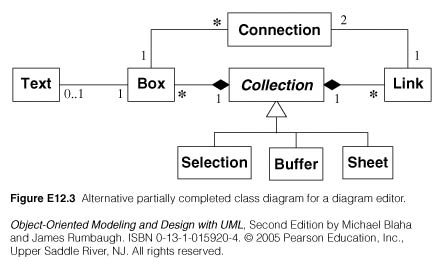 * Connection 2
1 1
Text Box Collection Link
0..1 1 * 1 1 *
Selection Buffer Sheet
Figure E12.3 Alternative partially completed class diagram for a diagram editor.
Object-Oriented Modeling and Design with UML, Second Edition by Michael Blaha
and James Rumbaugh. ISBN 0-13-1-015920-4. © 2005 Pearson Education, Inc.,
Upper Saddle River, NJ. All rights reserved.